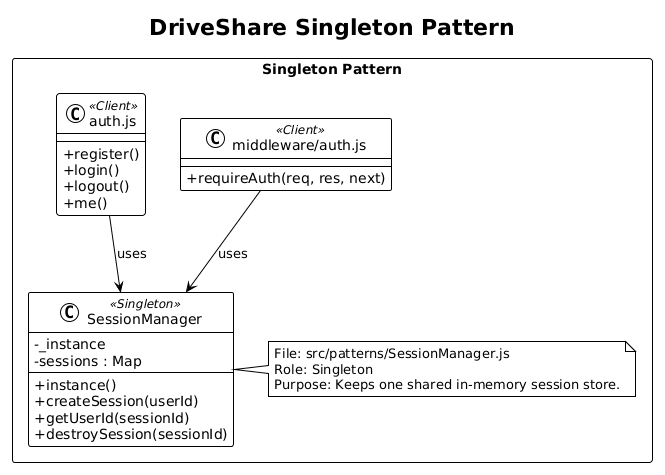 DriveShare Singleton Pattern
Singleton Pattern
C «Client»
auth.js
+register()
+login()
+logout()
+me()
C «Client»
middleware/auth.js
+requireAuth(req, res, next)
uses
uses
C «Singleton»
SessionManager
-_instance
-sessions : Map
+instance()
+createSession(userId)
+getUserId(sessionId)
+destroySession(sessionId)
File: src/patterns/SessionManager.js
Role: Singleton
Purpose: Keeps one shared in-memory session store.